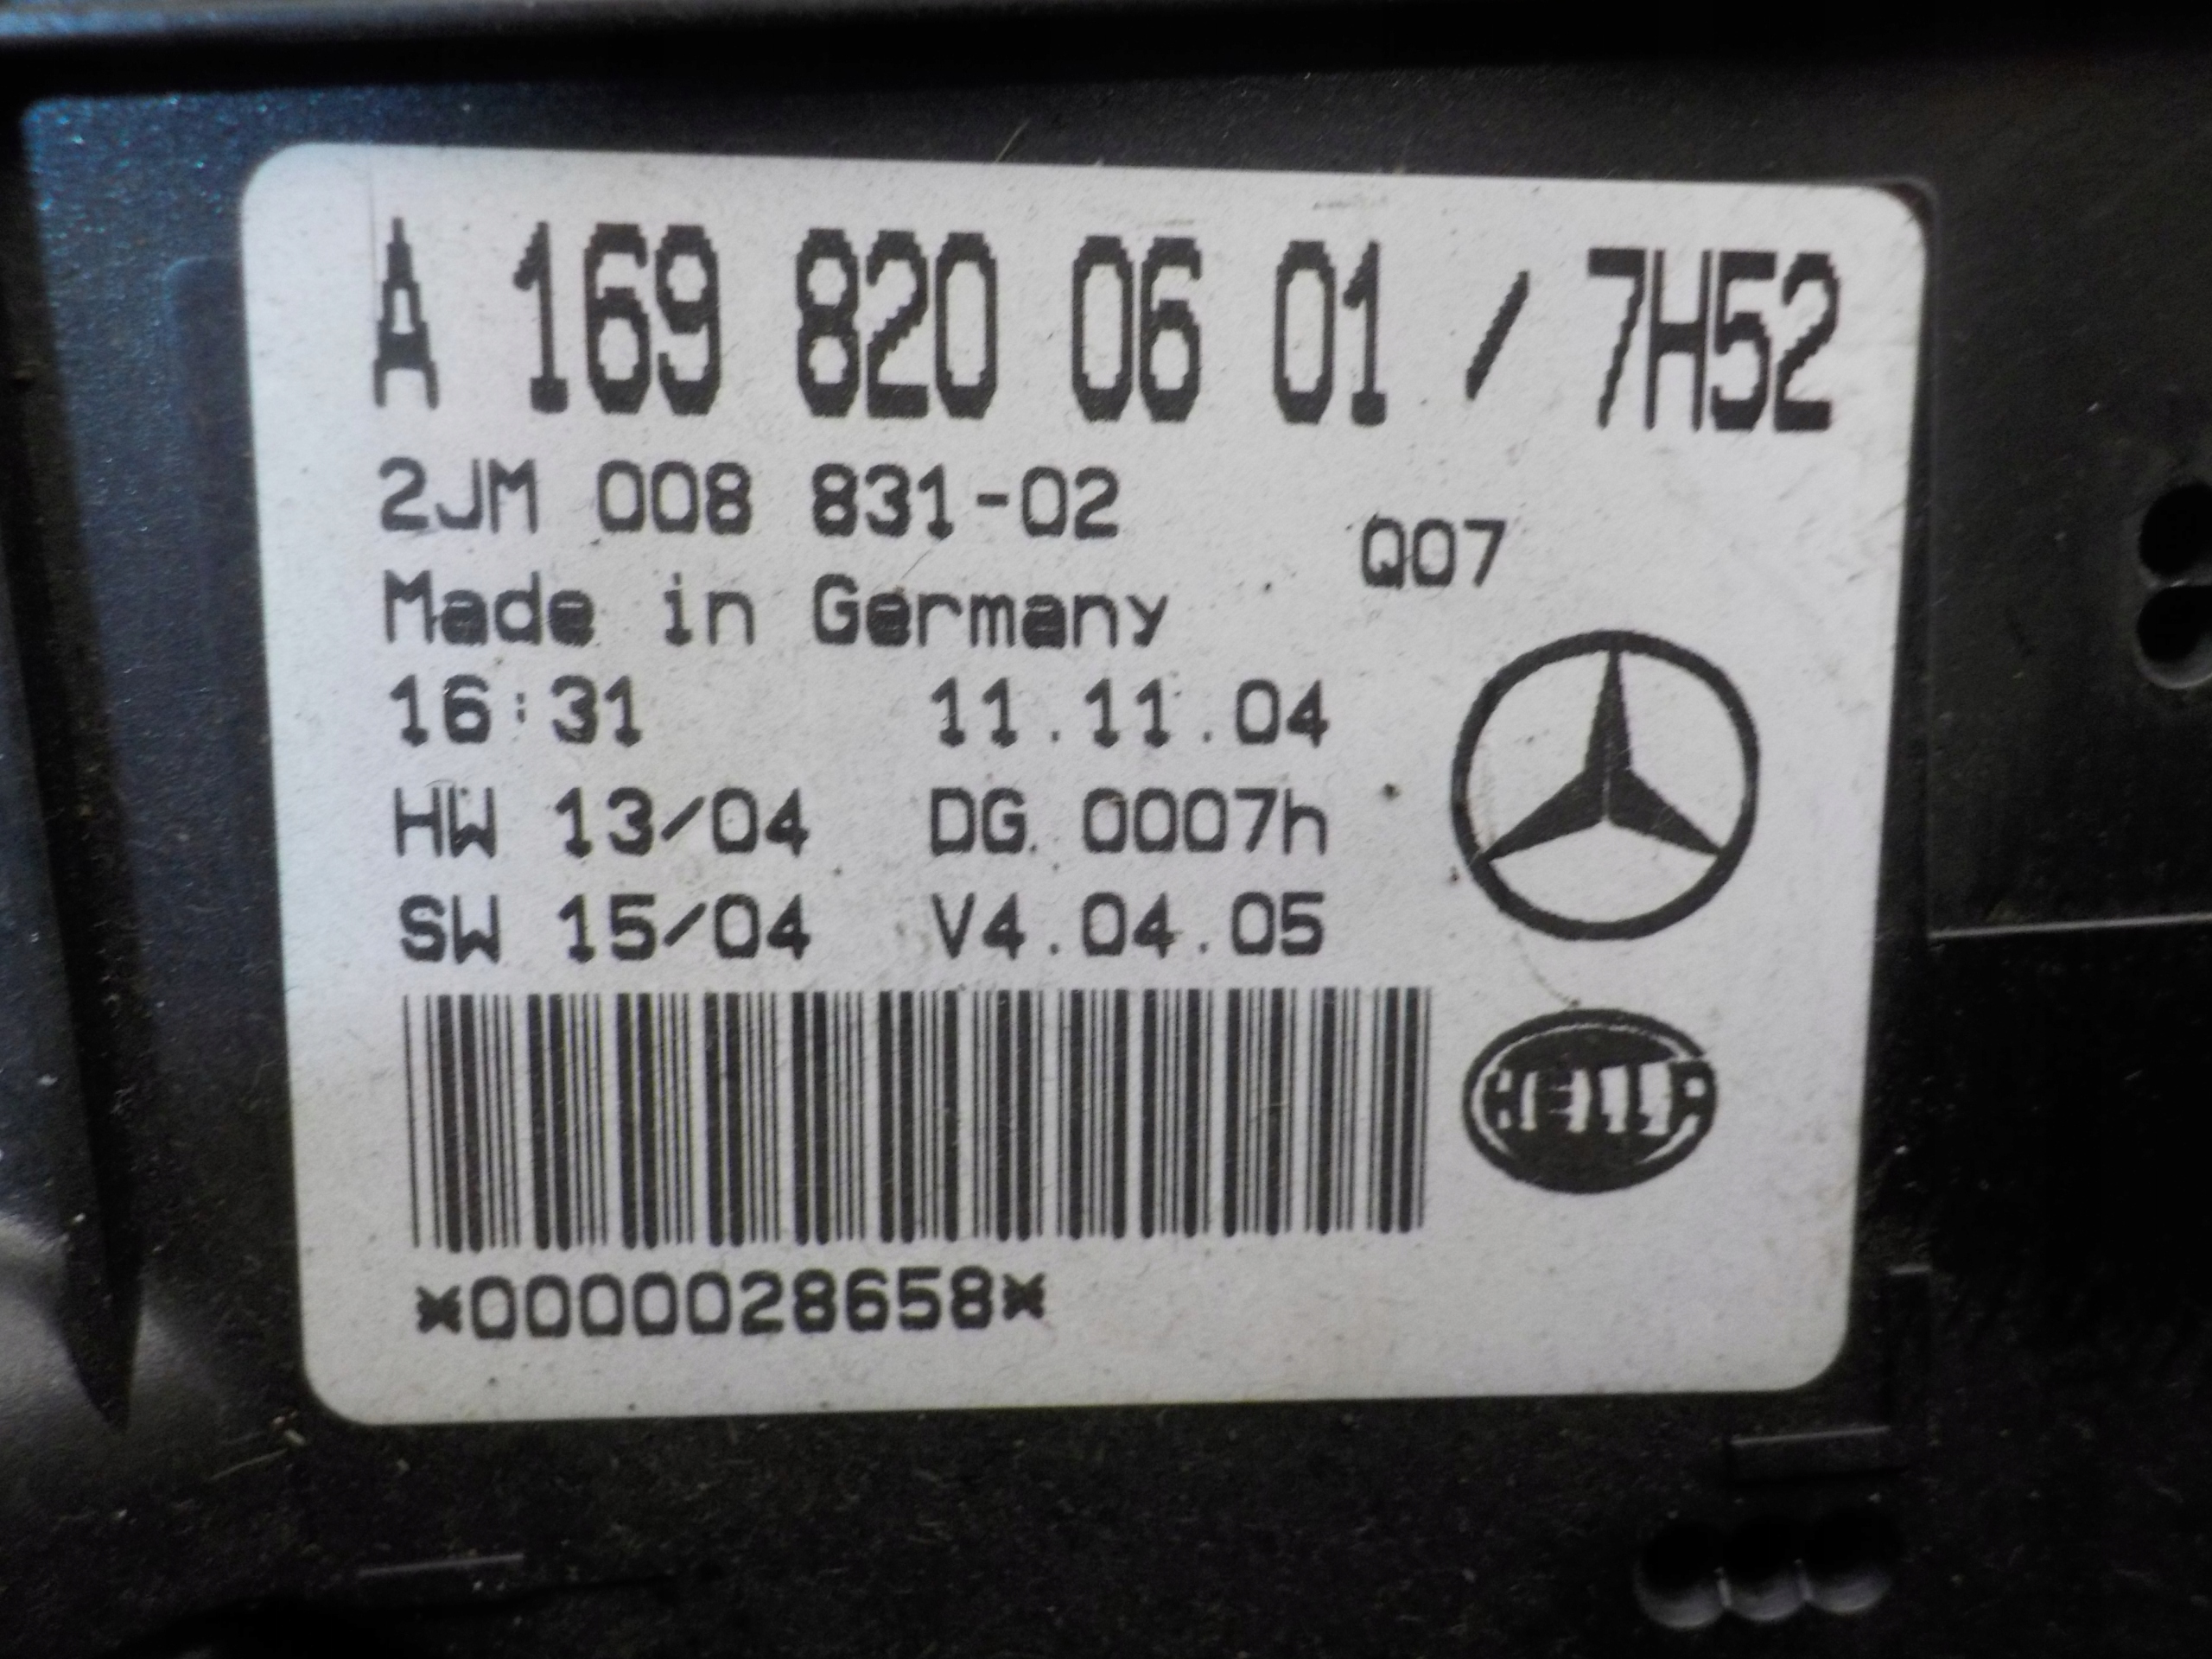 A 169 820 06 01 / 7H52
2JM 008 831-02
Q07
Made in Germany
16:31 11.11.04
HW 13/04 DG. 0007h
SW 15/04 V4.04.05
HELLA
*0000028658*